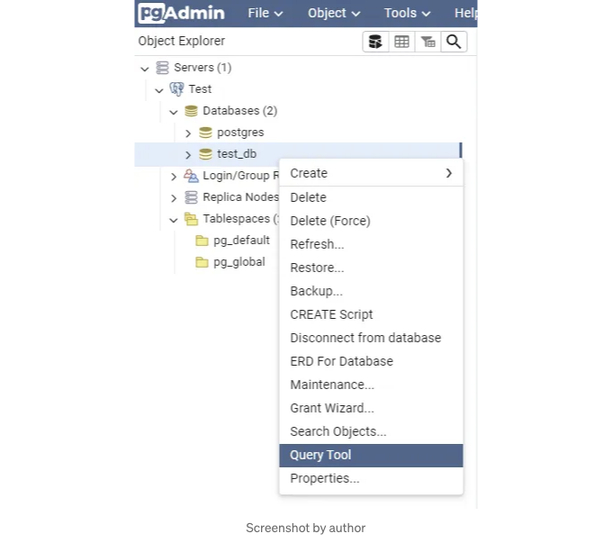 pgAdmin File Object Tools Help
Object Explorer
Servers (1)
Test
Databases (2)
postgres
test_db
Login/Group R
Replica Nodes
Tablespaces (
pg_default
pg_global
Create
Delete
Delete (Force)
Refresh...
Restore...
Backup...
CREATE Script
Disconnect from database
ERD For Database
Maintenance...
Grant Wizard...
Search Objects...
Query Tool
Properties...
Screenshot by author